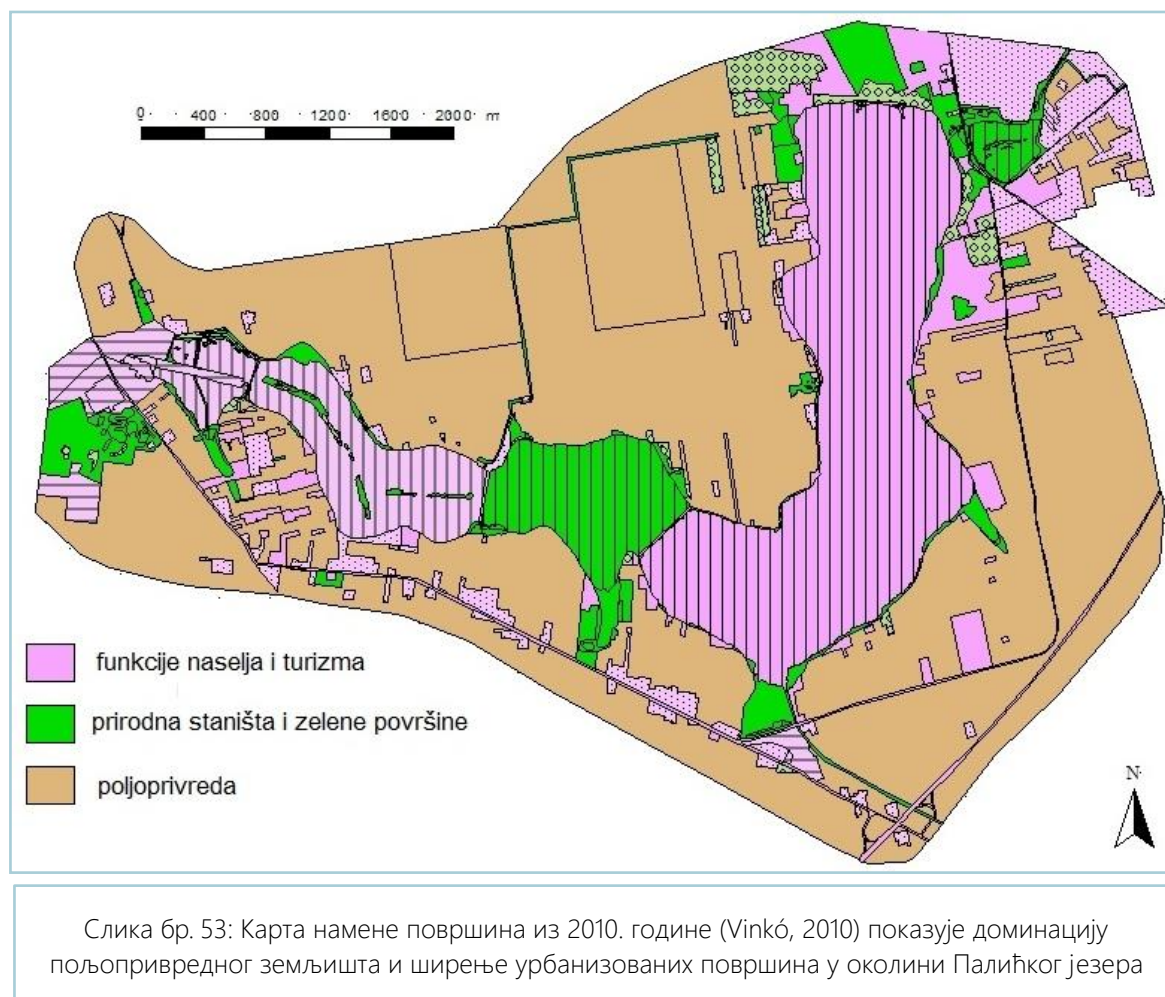 0 · 400 · 800 · 1200 · 1600 · 2000 · m
funkcije naselja i turizma
prirodna staništa i zelene površine
poljoprivreda
N
Слика бр. 53: Карта намене површина из 2010. године (Vinkó, 2010) показује доминацију
пољопривредног земљишта и ширење урбанизованих површина у околини Палићког језера